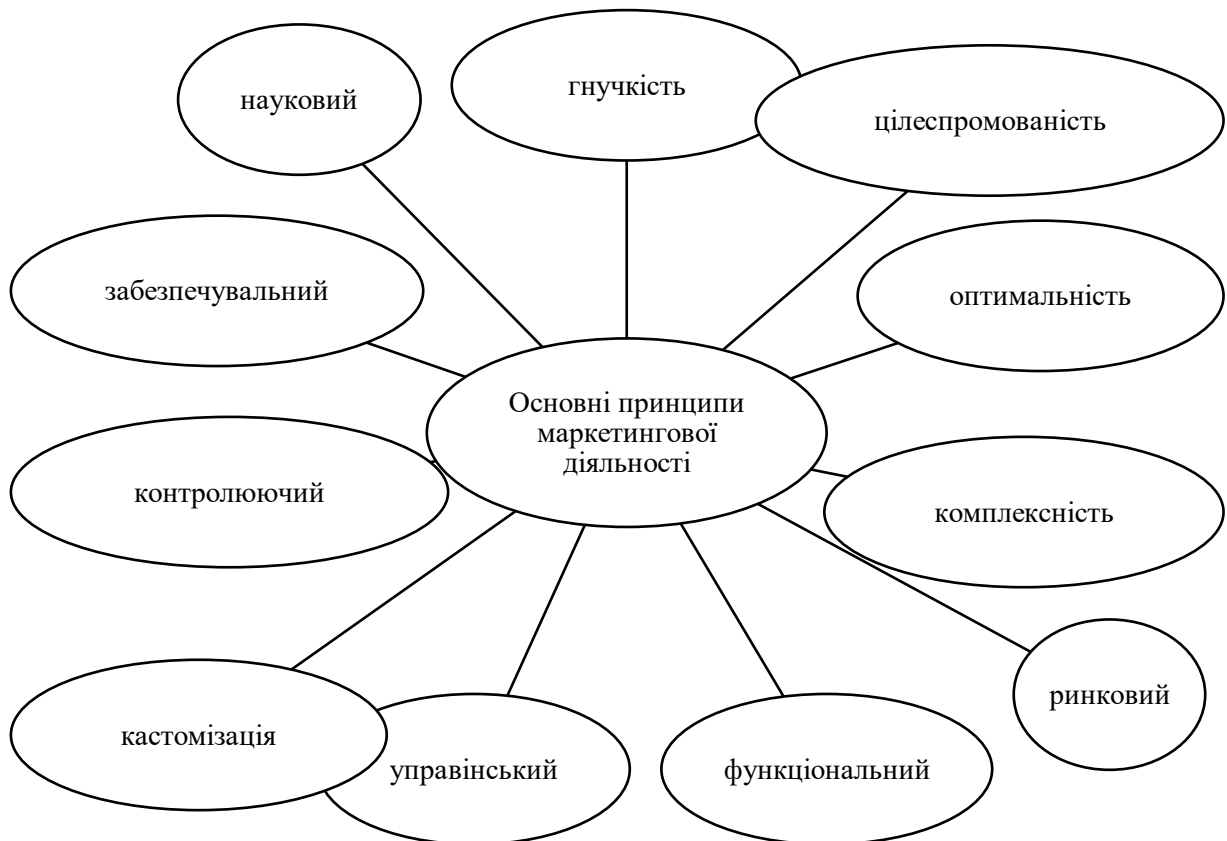 гнучкість
науковий
цілеспромованість
забезпечувальний
оптимальність
Основні принципи
маркетингової
діяльності
контролюючий
комплексність
ринковий
кастомізація
управінський
функціональний